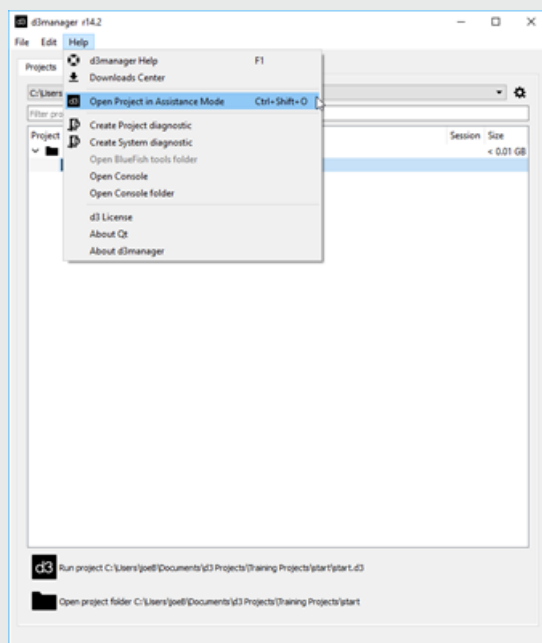 d3 d3manager r14.2
File Edit Help
Projects
C:\Users
Filter pro
Project Session Size
< 0.01 GB
d3manager Help F1
Downloads Center
d3 Open Project in Assistance Mode Ctrl+Shift+O
Create Project diagnostic
Create System diagnostic
Open BlueFish tools folder
Open Console
Open Console folder
d3 License
About Qt
About d3manager
d3 Run project C:\Users\joeB\Documents\d3 Projects\Training Projects\start\start.d3
Open project folder C:\Users\joeB\Documents\d3 Projects\Training Projects\start